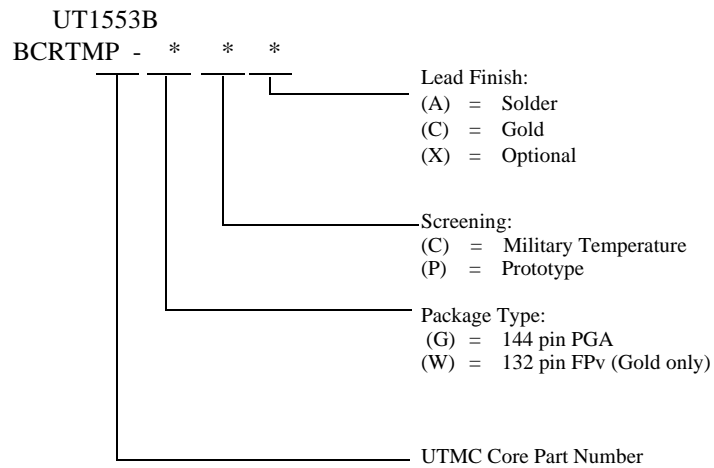 UT1553B
BCRTMP - * * *
Lead Finish:
(A) = Solder
(C) = Gold
(X) = Optional
Screening:
(C) = Military Temperature
(P) = Prototype
Package Type:
(G) = 144 pin PGA
(W) = 132 pin FPv (Gold only)
UTMC Core Part Number